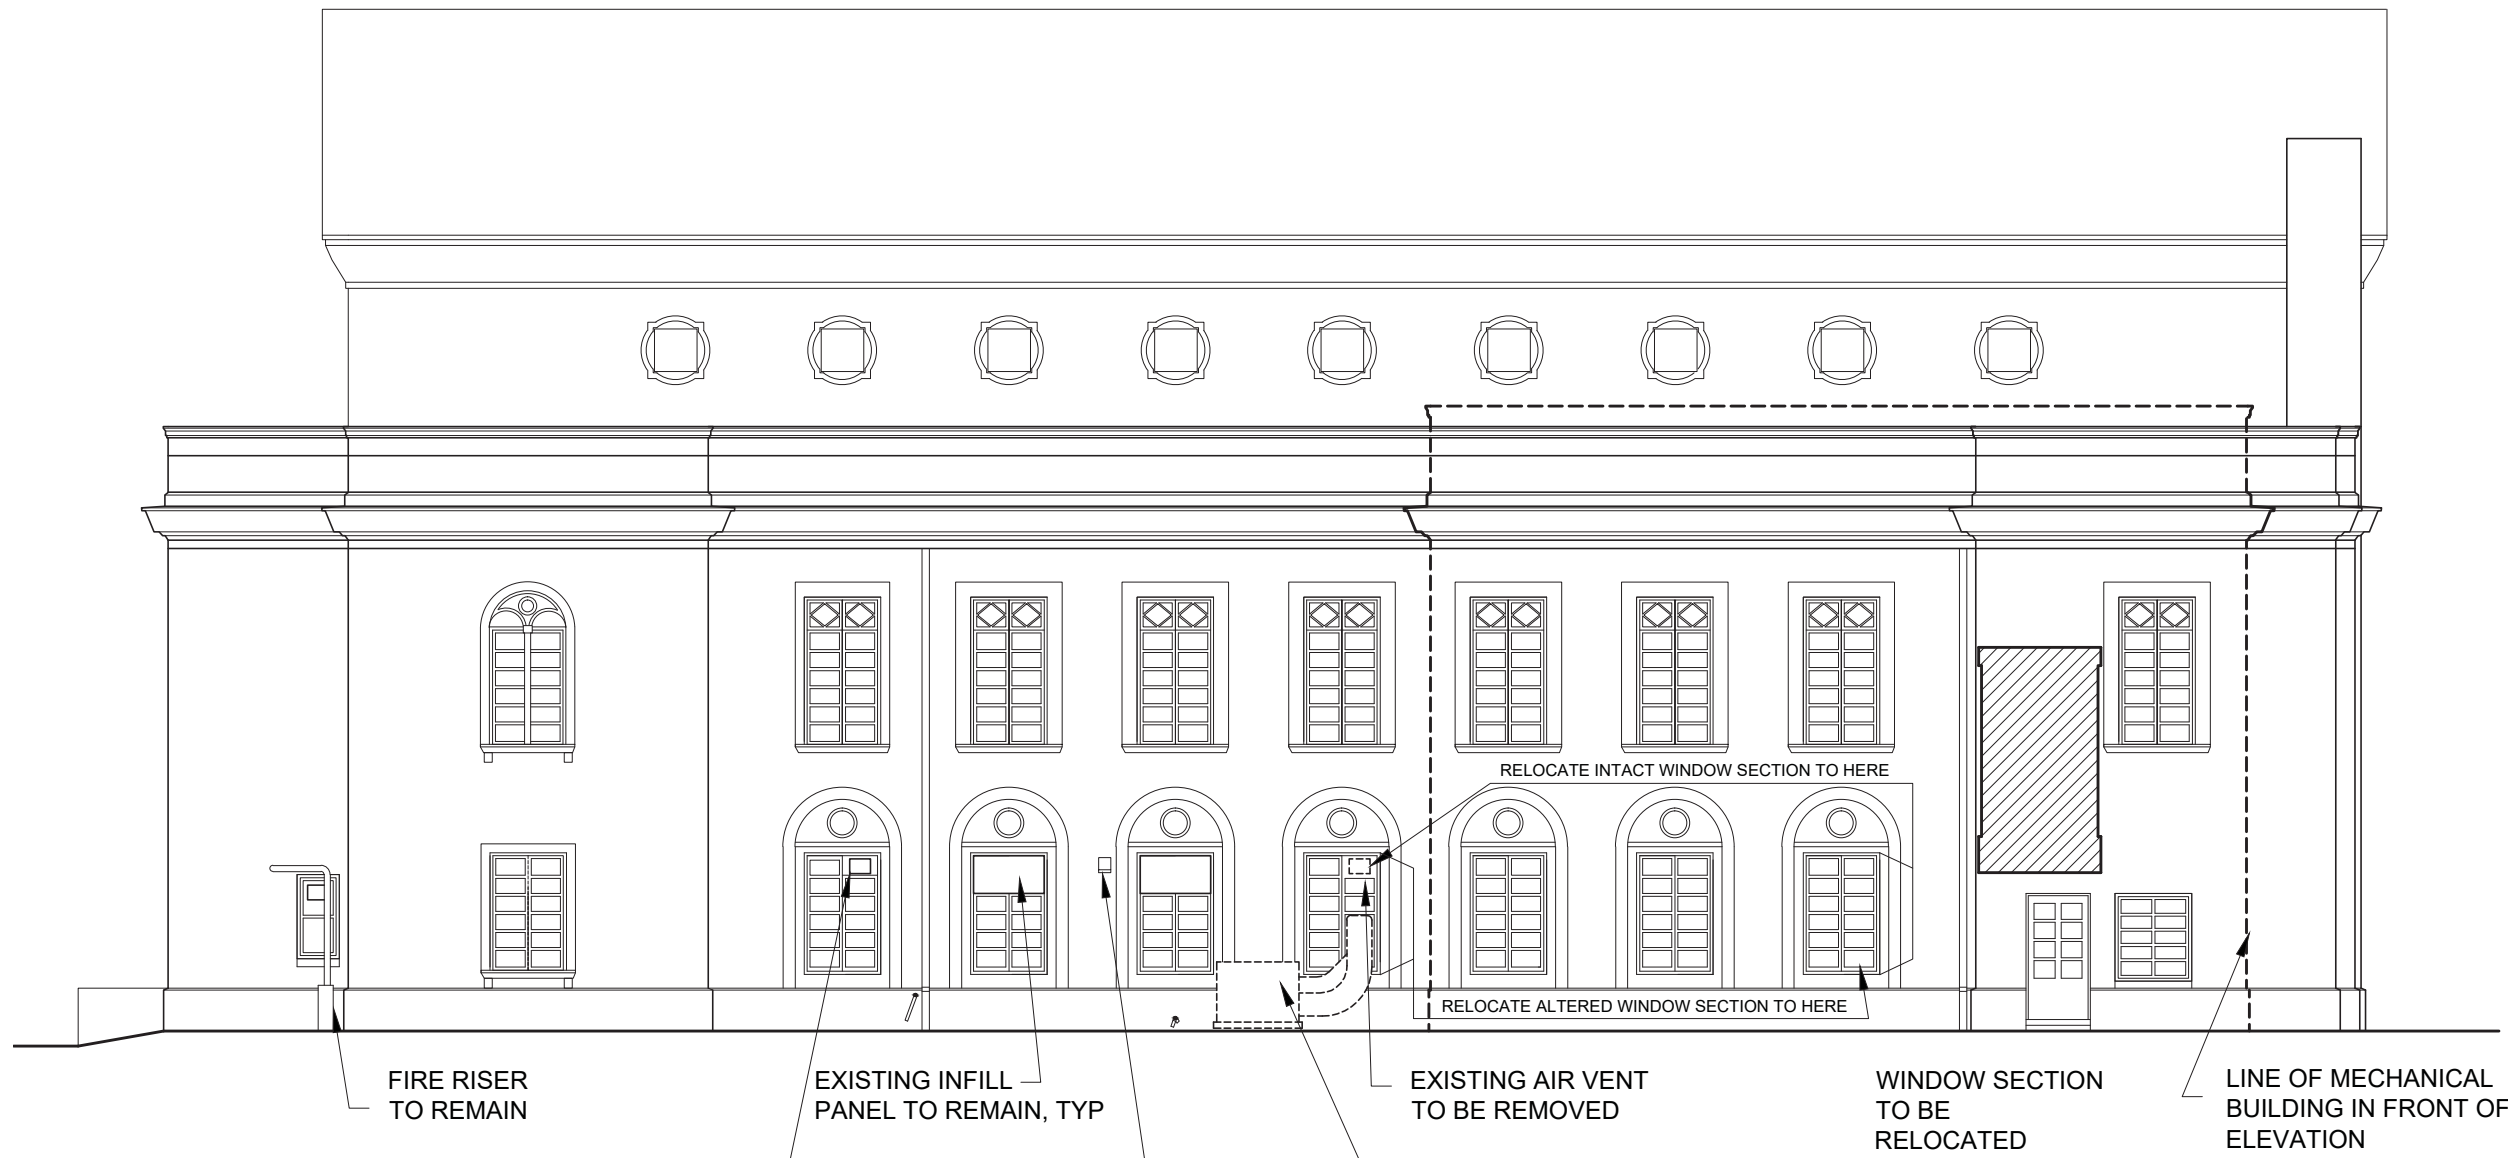 RELOCATE INTACT WINDOW SECTION TO HERE
RELOCATE ALTERED WINDOW SECTION TO HERE
FIRE RISER
TO REMAIN
EXISTING INFILL
PANEL TO REMAIN, TYP
EXISTING AIR VENT
TO BE REMOVED
WINDOW SECTION
TO BE
RELOCATED
LINE OF MECHANICAL
BUILDING IN FRONT OF
ELEVATION